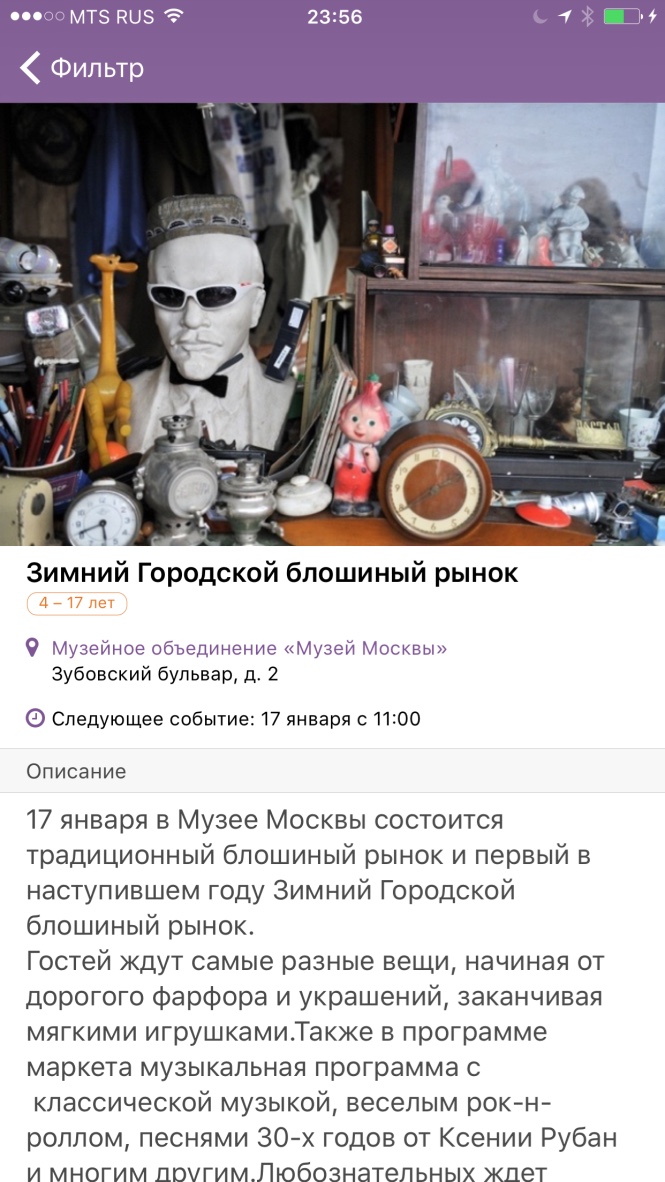 MTS RUS 23:56
Фильтр
Зимний Городской блошиный рынок
4 – 17 лет
Музейное объединение «Музей Москвы»
Зубовский бульвар, д. 2
Следующее событие: 17 января с 11:00
Описание
17 января в Музее Москвы состоится
традиционный блошиный рынок и первый в
наступившем году Зимний Городской
блошиный рынок.
Гостей ждут самые разные вещи, начиная от
дорогого фарфора и украшений, заканчивая
мягкими игрушками.Также в программе
маркета музыкальная программа с
классической музыкой, веселым рок-н-
роллом, песнями 30-х годов от Ксении Рубан
и многим другим.Любознательных ждет